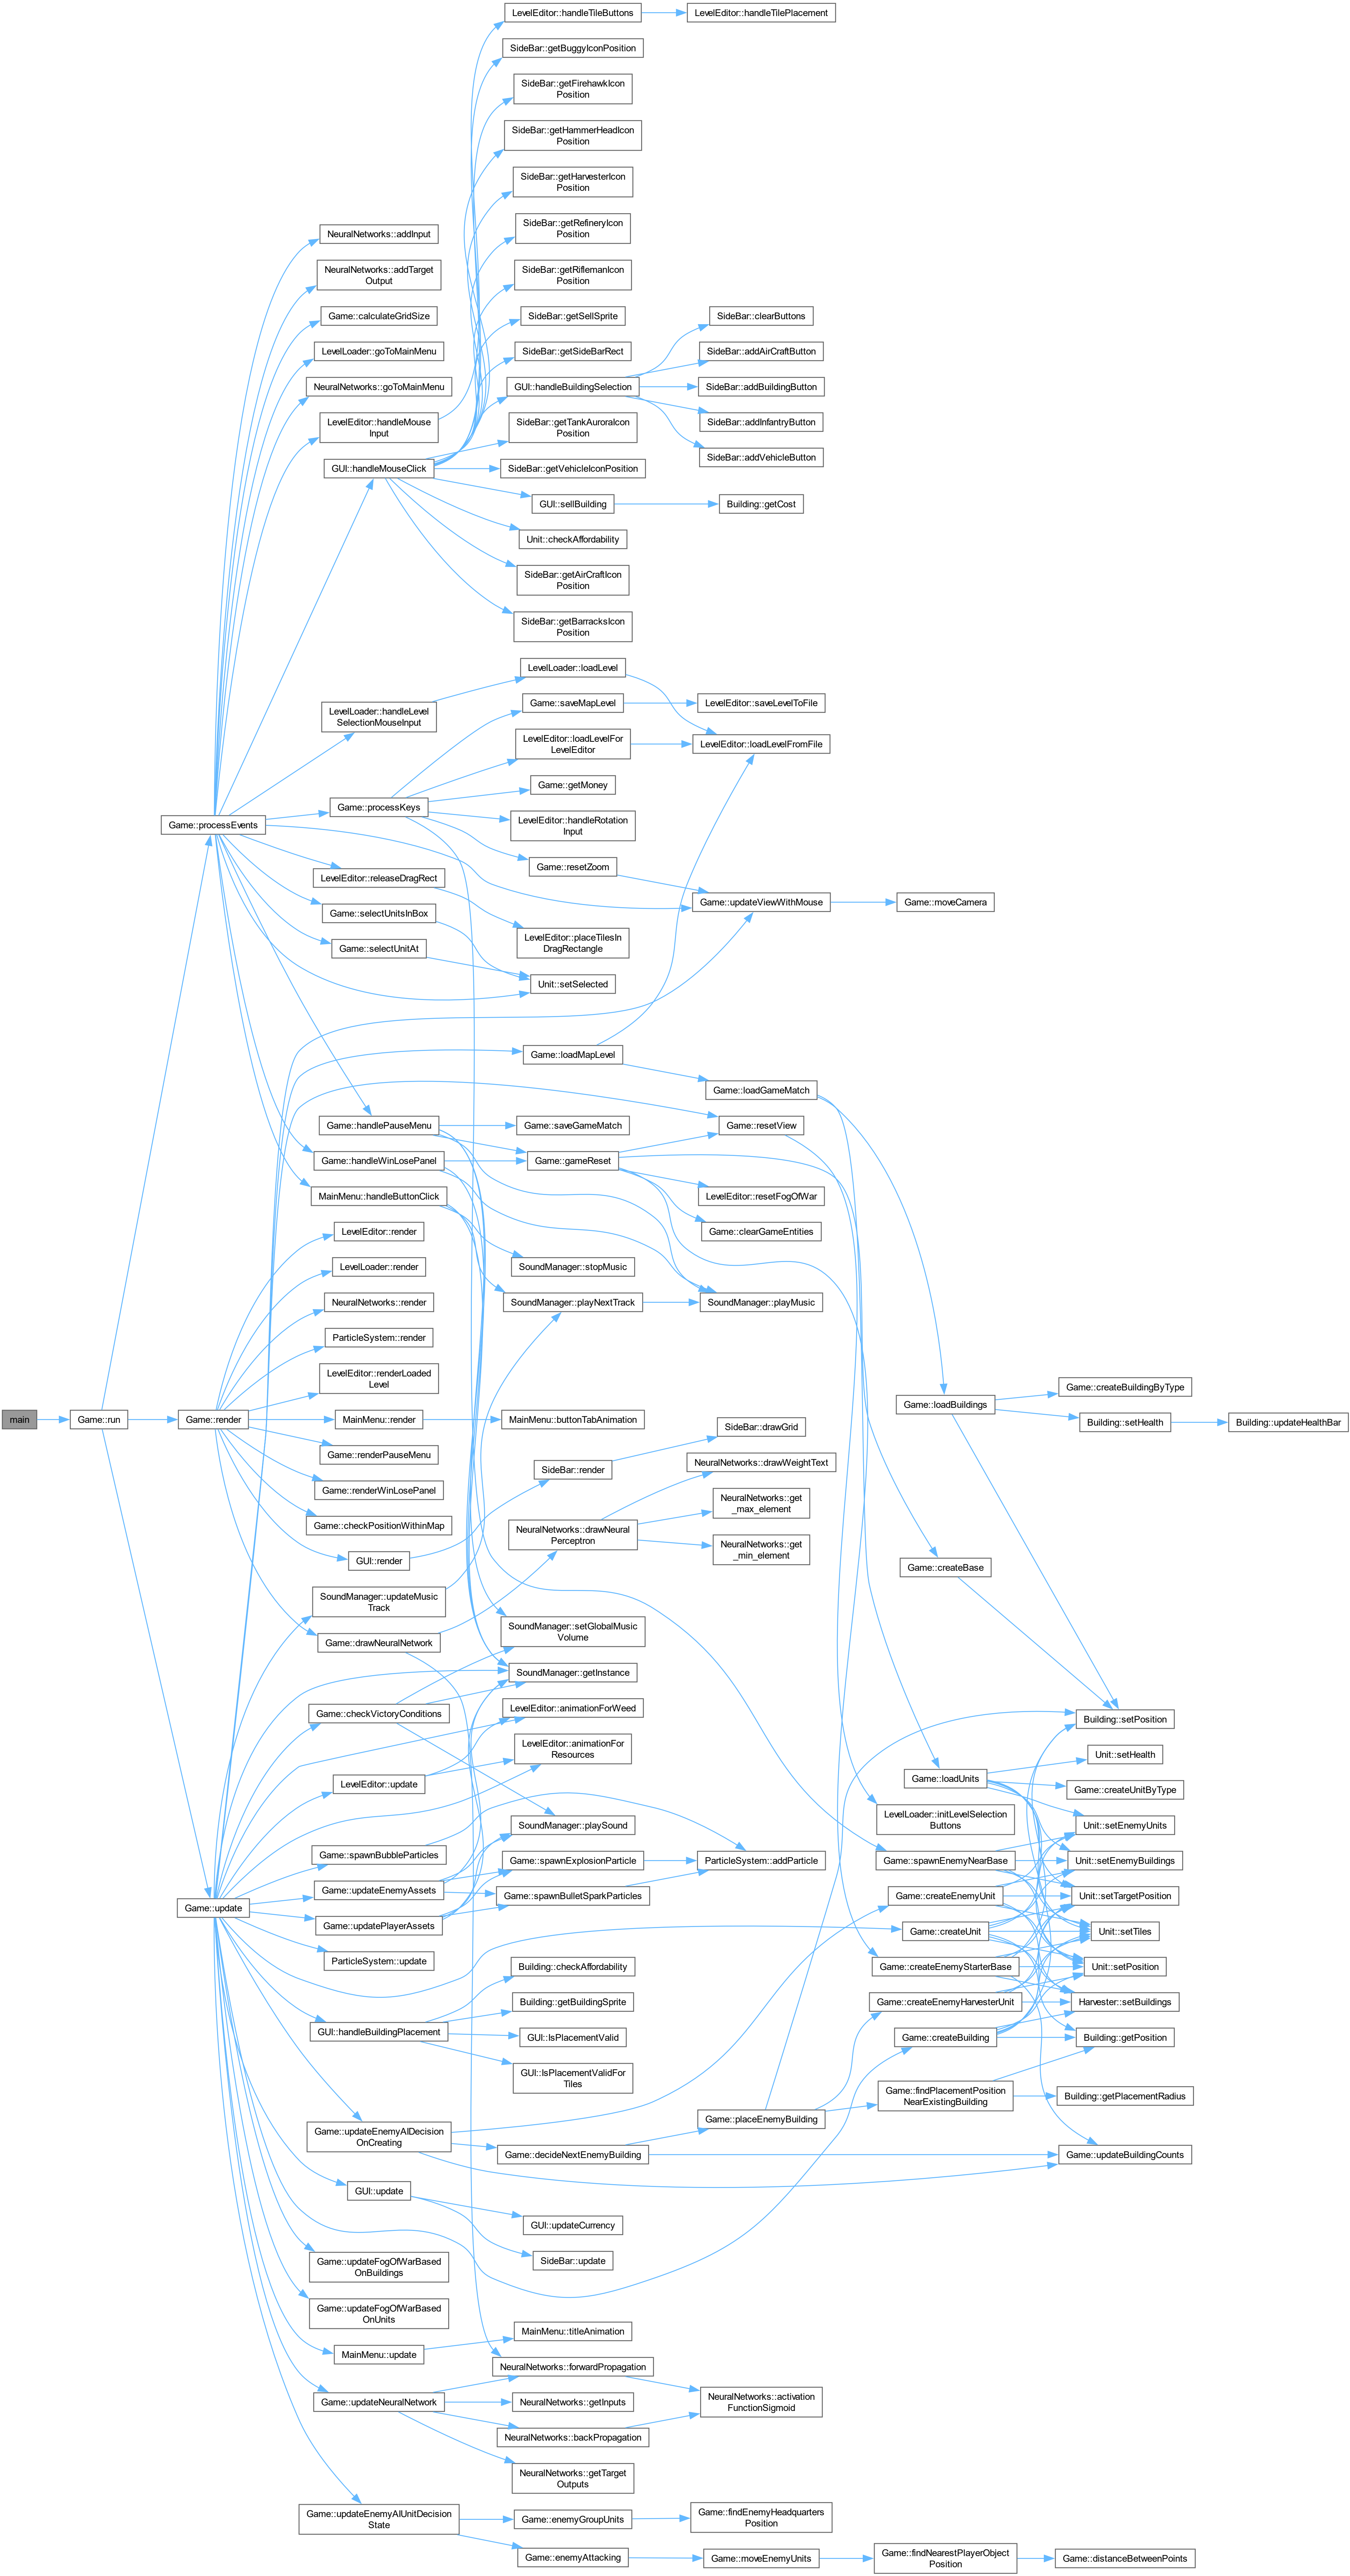 LevelEditor::handleTileButtons
LevelEditor::handleTilePlacement
SideBar::getBuggyIconPosition
SideBar::getFirehawkIcon
Position
SideBar::getHammerHeadIcon
Position
SideBar::getHarvesterIcon
Position
SideBar::getRefineryIcon
Position
NeuralNetworks::addInput
NeuralNetworks::addTarget
Output
SideBar::getRiflemanIcon
Position
Game::calculateGridSize
SideBar::getSellSprite
SideBar::clearButtons
LevelLoader::goToMainMenu
SideBar::getSideBarRect
SideBar::addAirCraftButton
NeuralNetworks::goToMainMenu
GUI::handleBuildingSelection
SideBar::addBuildingButton
LevelEditor::handleMouse
Input
SideBar::getTankAuroraIcon
Position
SideBar::addInfantryButton
SideBar::addVehicleButton
GUI::handleMouseClick
SideBar::getVehicleIconPosition
GUI::sellBuilding
Building::getCost
Unit::checkAffordability
SideBar::getAirCraftIcon
Position
SideBar::getBarracksIcon
Position
LevelLoader::loadLevel
LevelLoader::handleLevel
SelectionMouseInput
Game::saveMapLevel
LevelEditor::saveLevelToFile
LevelEditor::loadLevelFor
LevelEditor
LevelEditor::loadLevelFromFile
Game::getMoney
Game::processKeys
Game::processEvents
LevelEditor::handleRotation
Input
Game::resetZoom
LevelEditor::releaseDragRect
Game::updateViewWithMouse
Game::moveCamera
Game::selectUnitsInBox
LevelEditor::placeTilesIn
DragRectangle
Game::selectUnitAt
Unit::setSelected
Game::loadMapLevel
Game::loadGameMatch
Game::handlePauseMenu
Game::saveGameMatch
Game::resetView
Game::handleWinLosePanel
Game::gameReset
MainMenu::handleButtonClick
LevelEditor::resetFogOfWar
LevelEditor::render
Game::clearGameEntities
LevelLoader::render
SoundManager::stopMusic
NeuralNetworks::render
SoundManager::playNextTrack
SoundManager::playMusic
ParticleSystem::render
LevelEditor::renderLoaded
Level
Game::createBuildingByType
Game::loadBuildings
main
Game::run
Game::render
MainMenu::render
MainMenu::buttonTabAnimation
Building::setHealth
Building::updateHealthBar
SideBar::drawGrid
Game::renderPauseMenu
NeuralNetworks::drawWeightText
SideBar::render
Game::renderWinLosePanel
NeuralNetworks::get
_max_element
Game::checkPositionWithinMap
NeuralNetworks::drawNeural
Perceptron
NeuralNetworks::get
_min_element
GUI::render
Game::createBase
SoundManager::updateMusic
Track
SoundManager::setGlobalMusic
Volume
Game::drawNeuralNetwork
SoundManager::getInstance
LevelEditor::animationForWeed
Game::checkVictoryConditions
Building::setPosition
LevelEditor::animationFor
Resources
Unit::setHealth
LevelEditor::update
Game::loadUnits
Game::createUnitByType
SoundManager::playSound
LevelLoader::initLevelSelection
Buttons
Unit::setEnemyUnits
Game::spawnBubbleParticles
Game::spawnExplosionParticle
ParticleSystem::addParticle
Game::spawnEnemyNearBase
Unit::setEnemyBuildings
Game::updateEnemyAssets
Game::spawnBulletSparkParticles
Game::createEnemyUnit
Unit::setTargetPosition
Game::update
Game::updatePlayerAssets
Game::createUnit
Unit::setTiles
ParticleSystem::update
Building::checkAffordability
Game::createEnemyStarterBase
Unit::setPosition
Building::getBuildingSprite
Game::createEnemyHarvesterUnit
Harvester::setBuildings
GUI::handleBuildingPlacement
GUI::IsPlacementValid
Game::createBuilding
Building::getPosition
GUI::IsPlacementValidFor
Tiles
Game::findPlacementPosition
NearExistingBuilding
Building::getPlacementRadius
Game::placeEnemyBuilding
Game::updateEnemyAIDecision
OnCreating
Game::decideNextEnemyBuilding
Game::updateBuildingCounts
GUI::update
GUI::updateCurrency
SideBar::update
Game::updateFogOfWarBased
OnBuildings
Game::updateFogOfWarBased
OnUnits
MainMenu::titleAnimation
MainMenu::update
NeuralNetworks::forwardPropagation
Game::updateNeuralNetwork
NeuralNetworks::getInputs
NeuralNetworks::activation
FunctionSigmoid
NeuralNetworks::backPropagation
NeuralNetworks::getTarget
Outputs
Game::updateEnemyAIUnitDecision
State
Game::enemyGroupUnits
Game::findEnemyHeadquarters
Position
Game::enemyAttacking
Game::moveEnemyUnits
Game::findNearestPlayerObject
Position
Game::distanceBetweenPoints